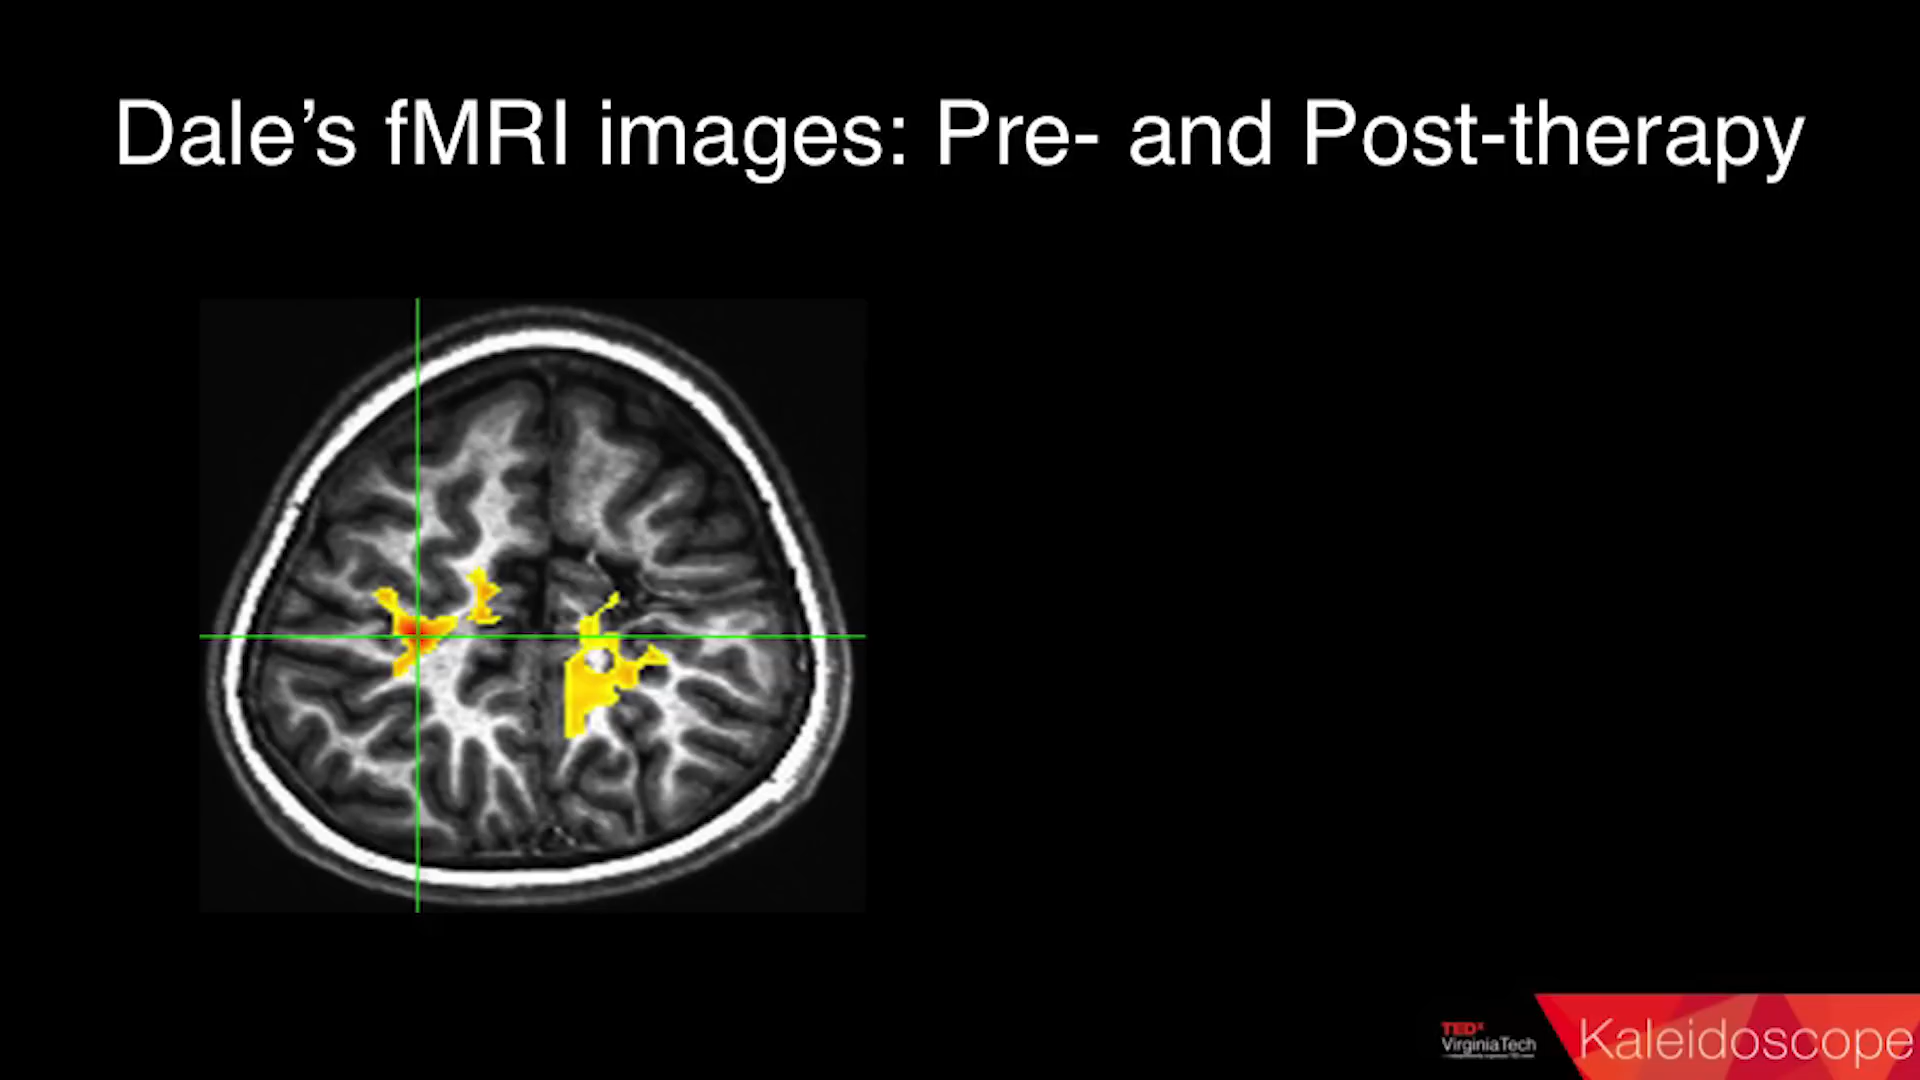 Dale's fMRI images: Pre- and Post-therapy
TEDx
VirginiaTech
Kaleidoscope